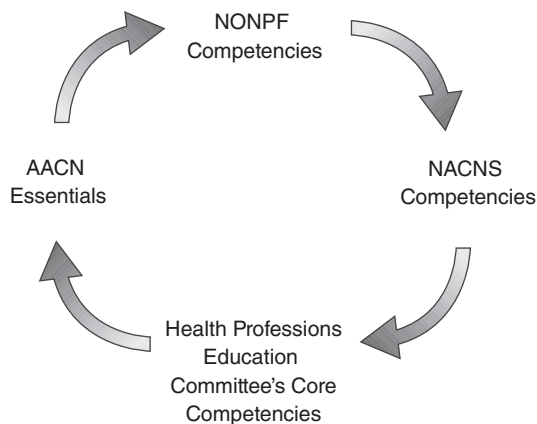 NONPF
Competencies
AACN
Essentials
NACNS
Competencies
Health Professions
Education
Committee's Core
Competencies